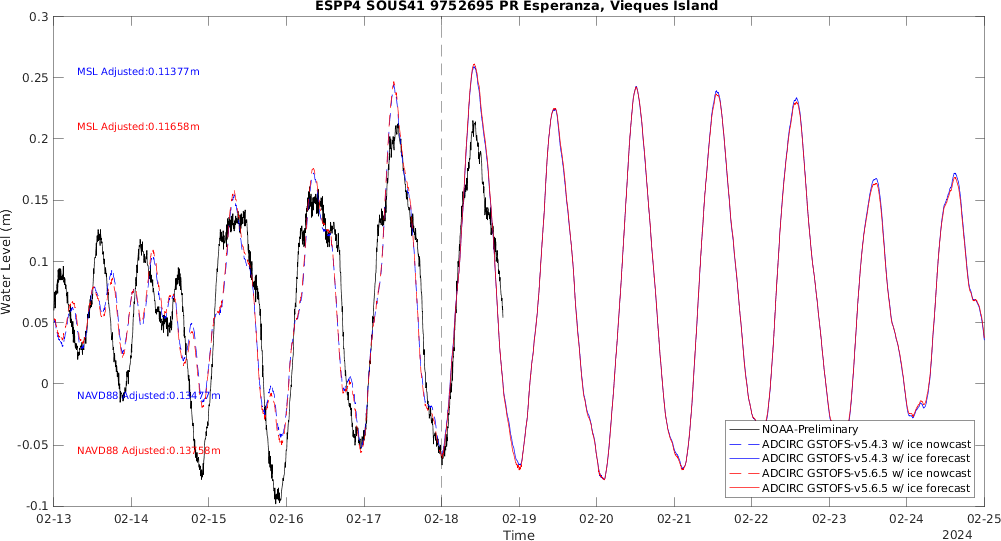 ESPP4 SOUS41 9752695 PR Esperanza, Vieques Island
0.3
0.25
0.2
0.15
0.1
0.05
0
-0.05
-0.1
Water Level (m)
MSL Adjusted:0.11377m
MSL Adjusted:0.11658m
NAVD88 Adjusted:0.13477m
NAVD88 Adjusted:0.13758m
NOAA-Preliminary
ADCIRC GSTOFS-v5.4.3 w/ ice nowcast
ADCIRC GSTOFS-v5.4.3 w/ ice forecast
ADCIRC GSTOFS-v5.6.5 w/ ice nowcast
ADCIRC GSTOFS-v5.6.5 w/ ice forecast
02-13 02-14 02-15 02-16 02-17 02-18 02-19 02-20 02-21 02-22 02-23 02-24 02-25
Time
2024